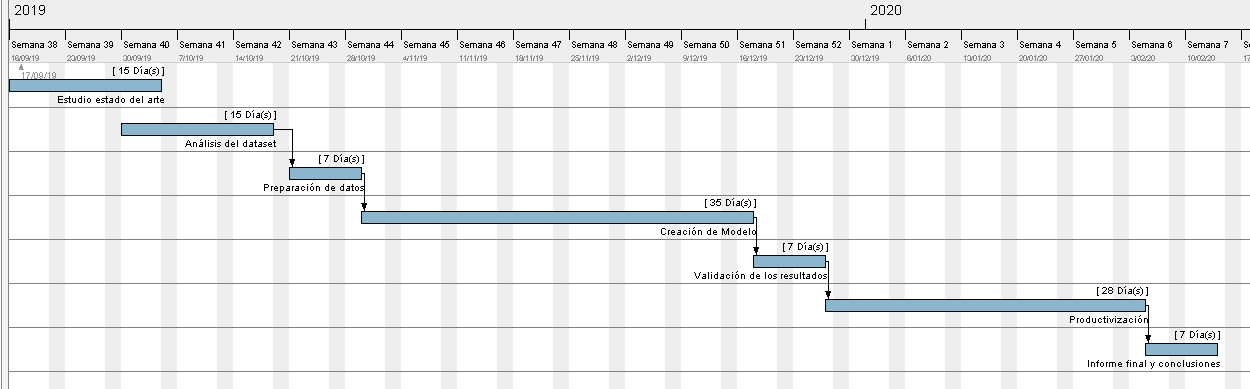 2019 2020
Semana 38 Semana 39 Semana 40 Semana 41 Semana 42 Semana 43 Semana 44 Semana 45 Semana 46 Semana 47 Semana 48 Semana 49 Semana 50 Semana 51 Semana 52 Semana 1 Semana 2 Semana 3 Semana 4 Semana 5 Semana 6 Semana 7 Se
16/09/19 23/09/19 30/09/19 7/10/19 14/10/19 21/10/19 28/10/19 4/11/19 11/11/19 18/11/19 25/11/19 2/12/19 9/12/19 16/12/19 23/12/19 30/12/19 6/01/20 13/01/20 20/01/20 27/01/20 3/02/20 10/02/20 17
17/09/19 [ 15 Día(s) ]
Estudio estado del arte
[ 15 Día(s) ]
Análisis del dataset
[ 7 Día(s) ]
Preparación de datos
[ 35 Día(s) ]
Creación de Modelo
[ 7 Día(s) ]
Validación de los resultados
[ 28 Día(s) ]
Productivización
[ 7 Día(s) ]
Informe final y conclusiones